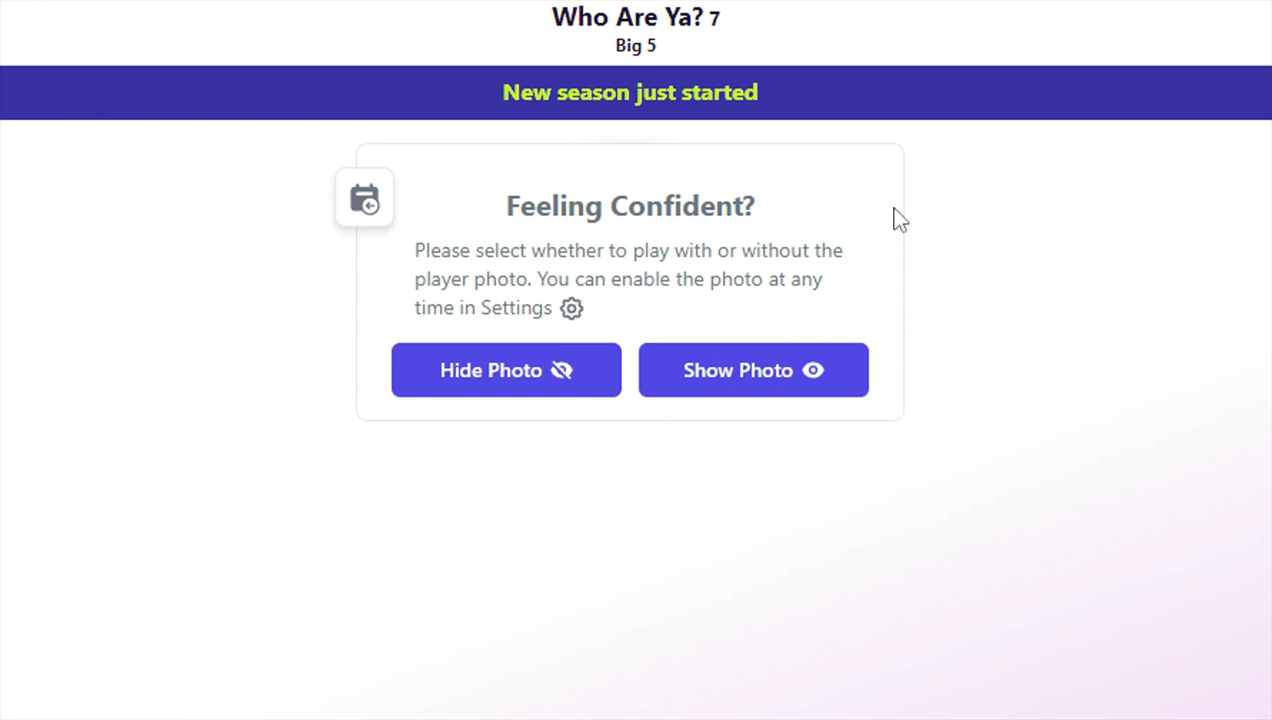 Who Are Ya? 7
Big 5
New season just started
Feeling Confident?
Please select whether to play with or without the
player photo. You can enable the photo at any
time in Settings
Hide Photo
Show Photo